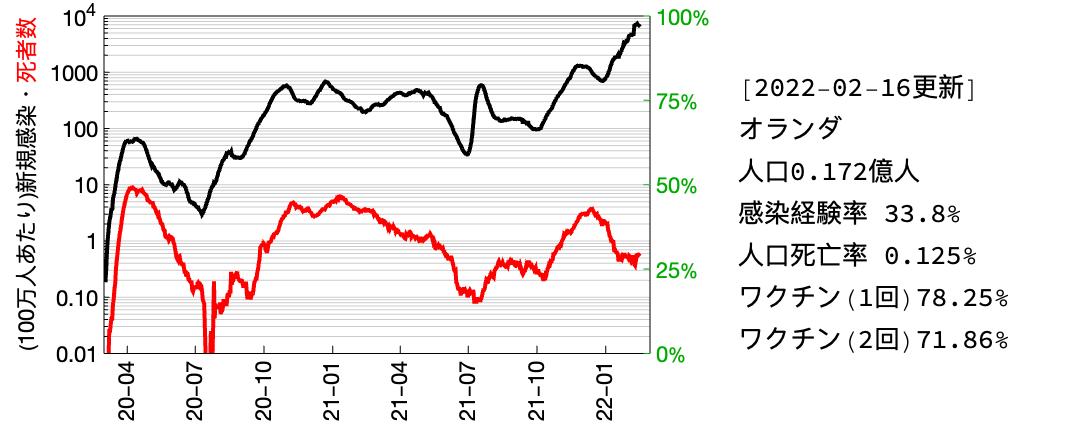 (100万人あたり)新規感染・死者数
10^4
1000
100
10
1
0.10
0.01
100%
75%
50%
25%
0%
20-04
20-07
20-10
21-01
21-04
21-07
21-10
22-01
[2022-02-16更新]
オランダ
人口0.172億人
感染経験率 33.8%
人口死亡率 0.125%
ワクチン(1回)78.25%
ワクチン(2回)71.86%